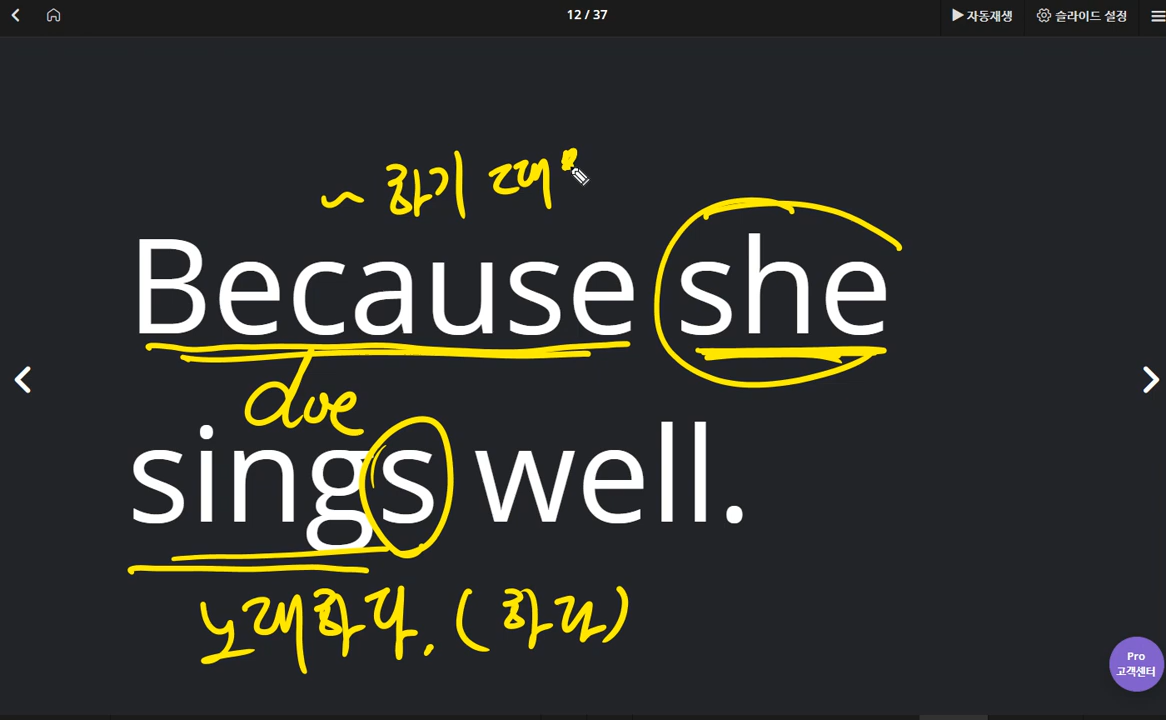 12 / 37
자동재생
슬라이드 설정
~ 하기 때
Because she
sings well.
노래하다. (하다)
Pro
고객센터